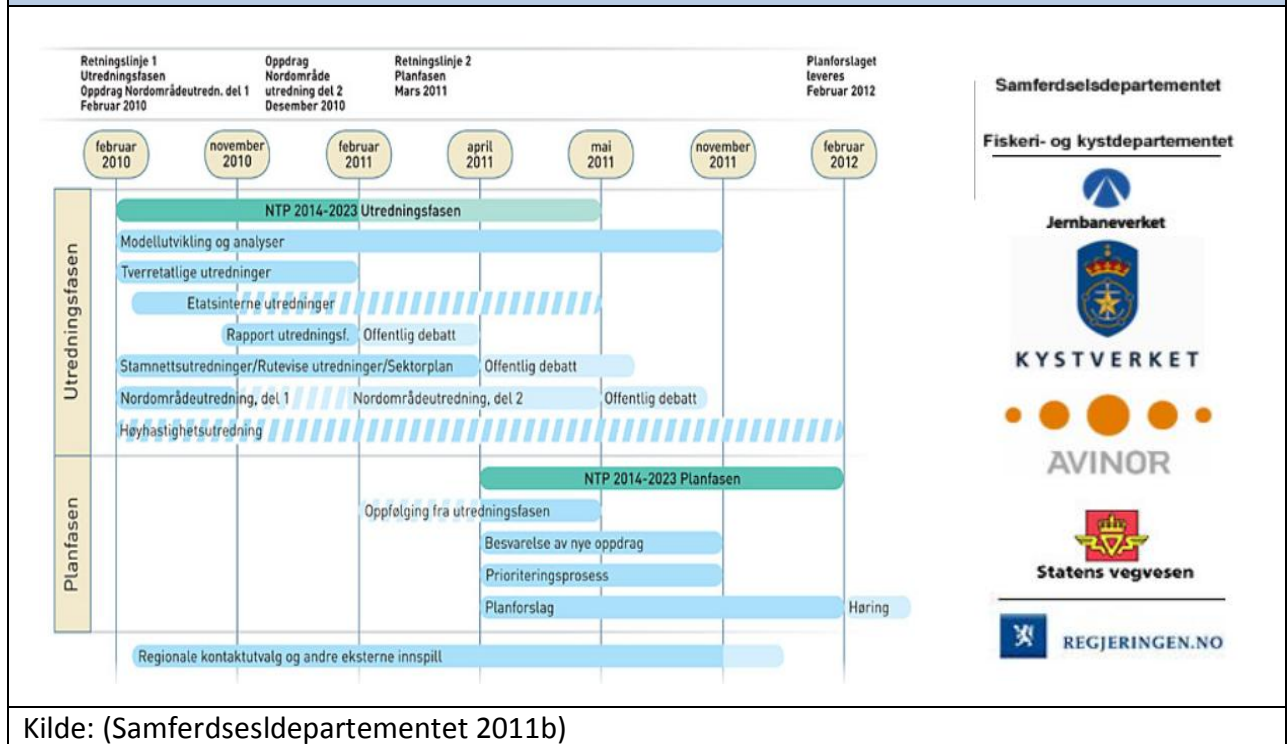 Retningslinje 1
Utredningsfasen
Oppdrag Nordområdeutredn. del 1
Februar 2010
Oppdrag
Nordområde
utredning del 2
Desember 2010
Retningslinje 2
Planfasen
Mars 2011
Planforslaget
leveres
Februar 2012
februar
2010
november
2010
februar
2011
april
2011
mai
2011
november
2011
februar
2012
Utredningsfasen
NTP 2014-2023 Utredningsfasen
Modellutvikling og analyser
Tverretatlige utredninger
Etatsinterne utredninger
Rapport utredningsf.
Offentlig debatt
Stamnettsutredninger/Rutevise utredninger/Sektorplan
Offentlig debatt
Nordområdeutredning, del 1
Nordområdeutredning, del 2
Offentlig debatt
Høyhastighetsutredning
Planfasen
NTP 2014-2023 Planfasen
Oppfølging fra utredningsfasen
Besvarelse av nye oppdrag
Prioriteringsprosess
Planforslag
Høring
Regionale kontaktutvalg og andre eksterne innspill
Samferdselsdepartementet
Fiskeri- og kystdepartementet
Jernbaneverket
KYSTVERKET
AVINOR
Statens vegvesen
REGJERINGEN.NO
Kilde: (Samferdsesldepartementet 2011b)